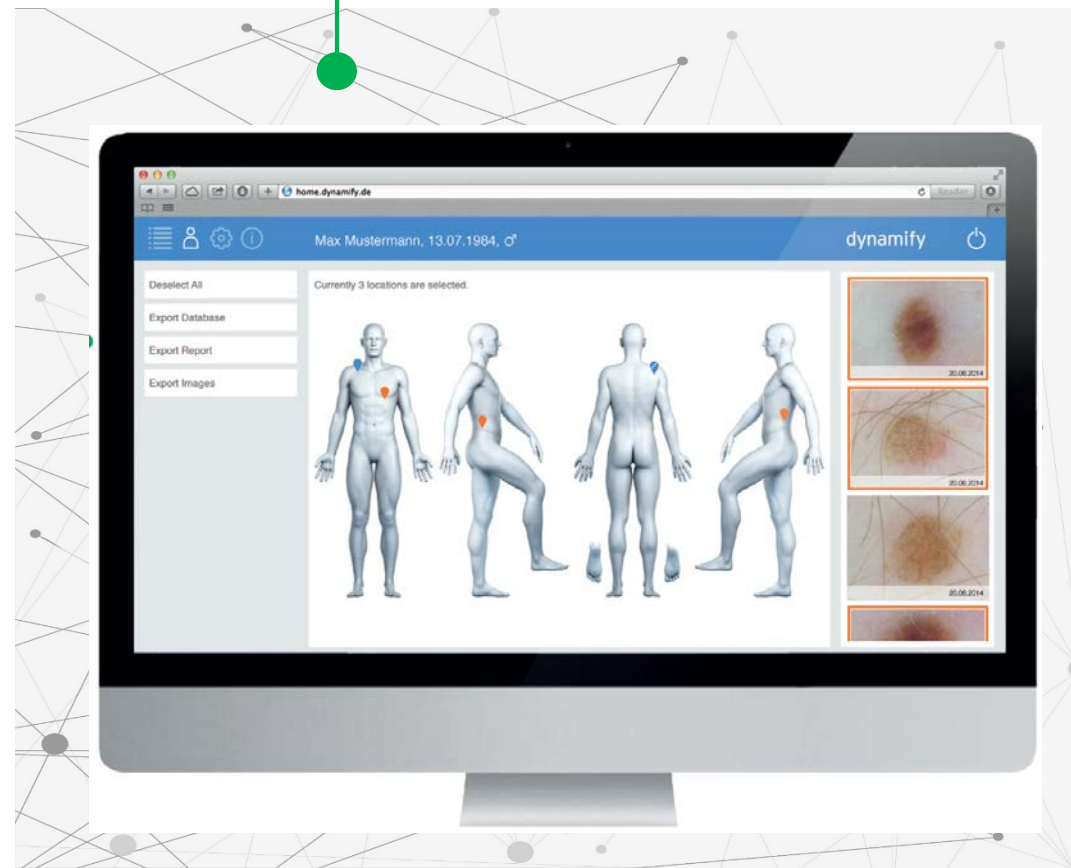 home.dynamify.de
Reader
Max Mustermann, 13.07.1984, ♂
dynamify
Deselect All
Export Database
Export Report
Export Images
Currently 3 locations are selected.
20.06.2014
20.06.2014
20.06.2014